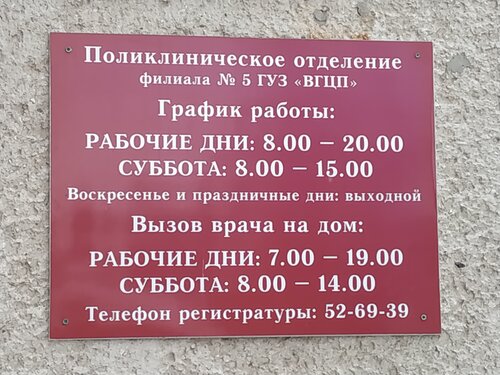 Поликлиническое отделение
филиала № 5 ГУЗ «ВГЦП»
График работы:
РАБОЧИЕ ДНИ: 8.00 – 20.00
СУББОТА: 8.00 – 15.00
Воскресенье и праздничные дни: выходной
Вызов врача на дом:
РАБОЧИЕ ДНИ: 7.00 – 19.00
СУББОТА: 8.00 – 14.00
Телефон регистратуры: 52-69-39